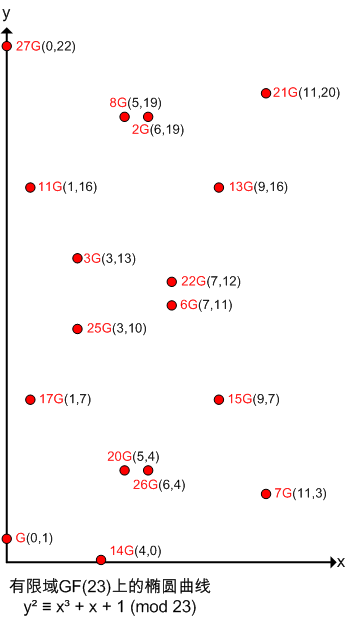 y
27G(0,22)
21G(11,20)
8G(5,19)
2G(6,19)
11G(1,16)
13G(9,16)
3G(3,13)
22G(7,12)
6G(7,11)
25G(3,10)
17G(1,7)
15G(9,7)
20G(5,4)
26G(6,4)
7G(11,3)
G(0,1)
14G(4,0)
x
有限域GF(23)上的椭圆曲线
y² ≡ x³ + x + 1 (mod 23)